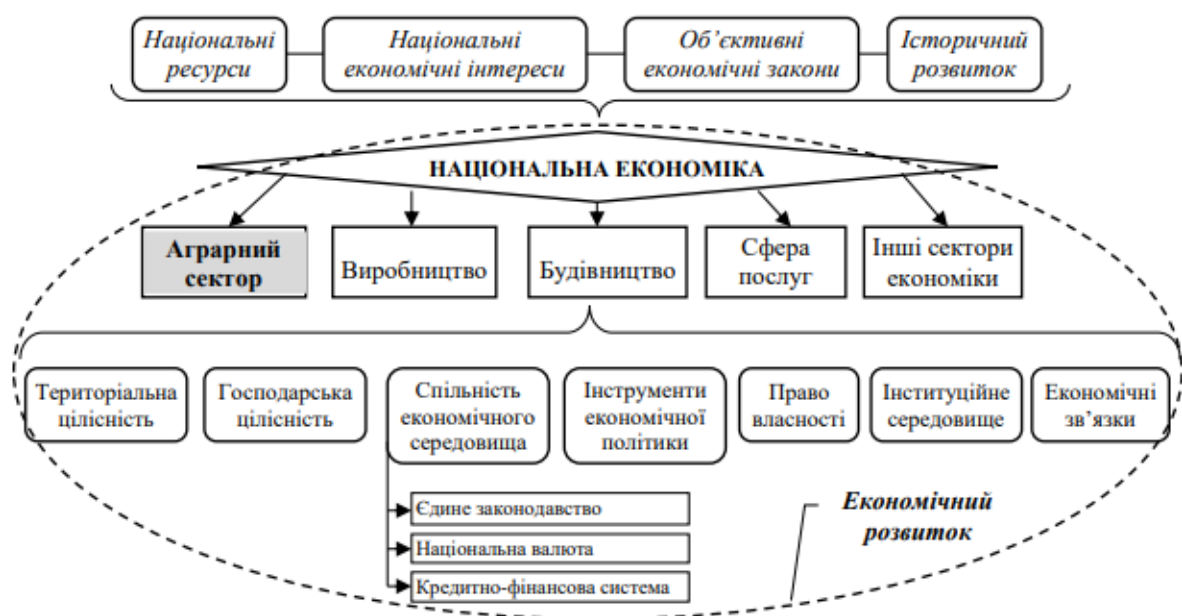 Національні
ресурси
Національні
економічні інтереси
Об’єктивні
економічні закони
Історичний
розвиток
НАЦІОНАЛЬНА ЕКОНОМІКА
Аграрний
сектор
Виробництво
Будівництво
Сфера
послуг
Інші сектори
економіки
Територіальна
цілісність
Господарська
цілісність
Спільність
економічного
середовища
Інструменти
економічної
політики
Право
власності
Інституційне
середовище
Економічні
зв’язки
Єдине законодавство
Національна валюта
Кредитно-фінансова система
Економічний
розвиток